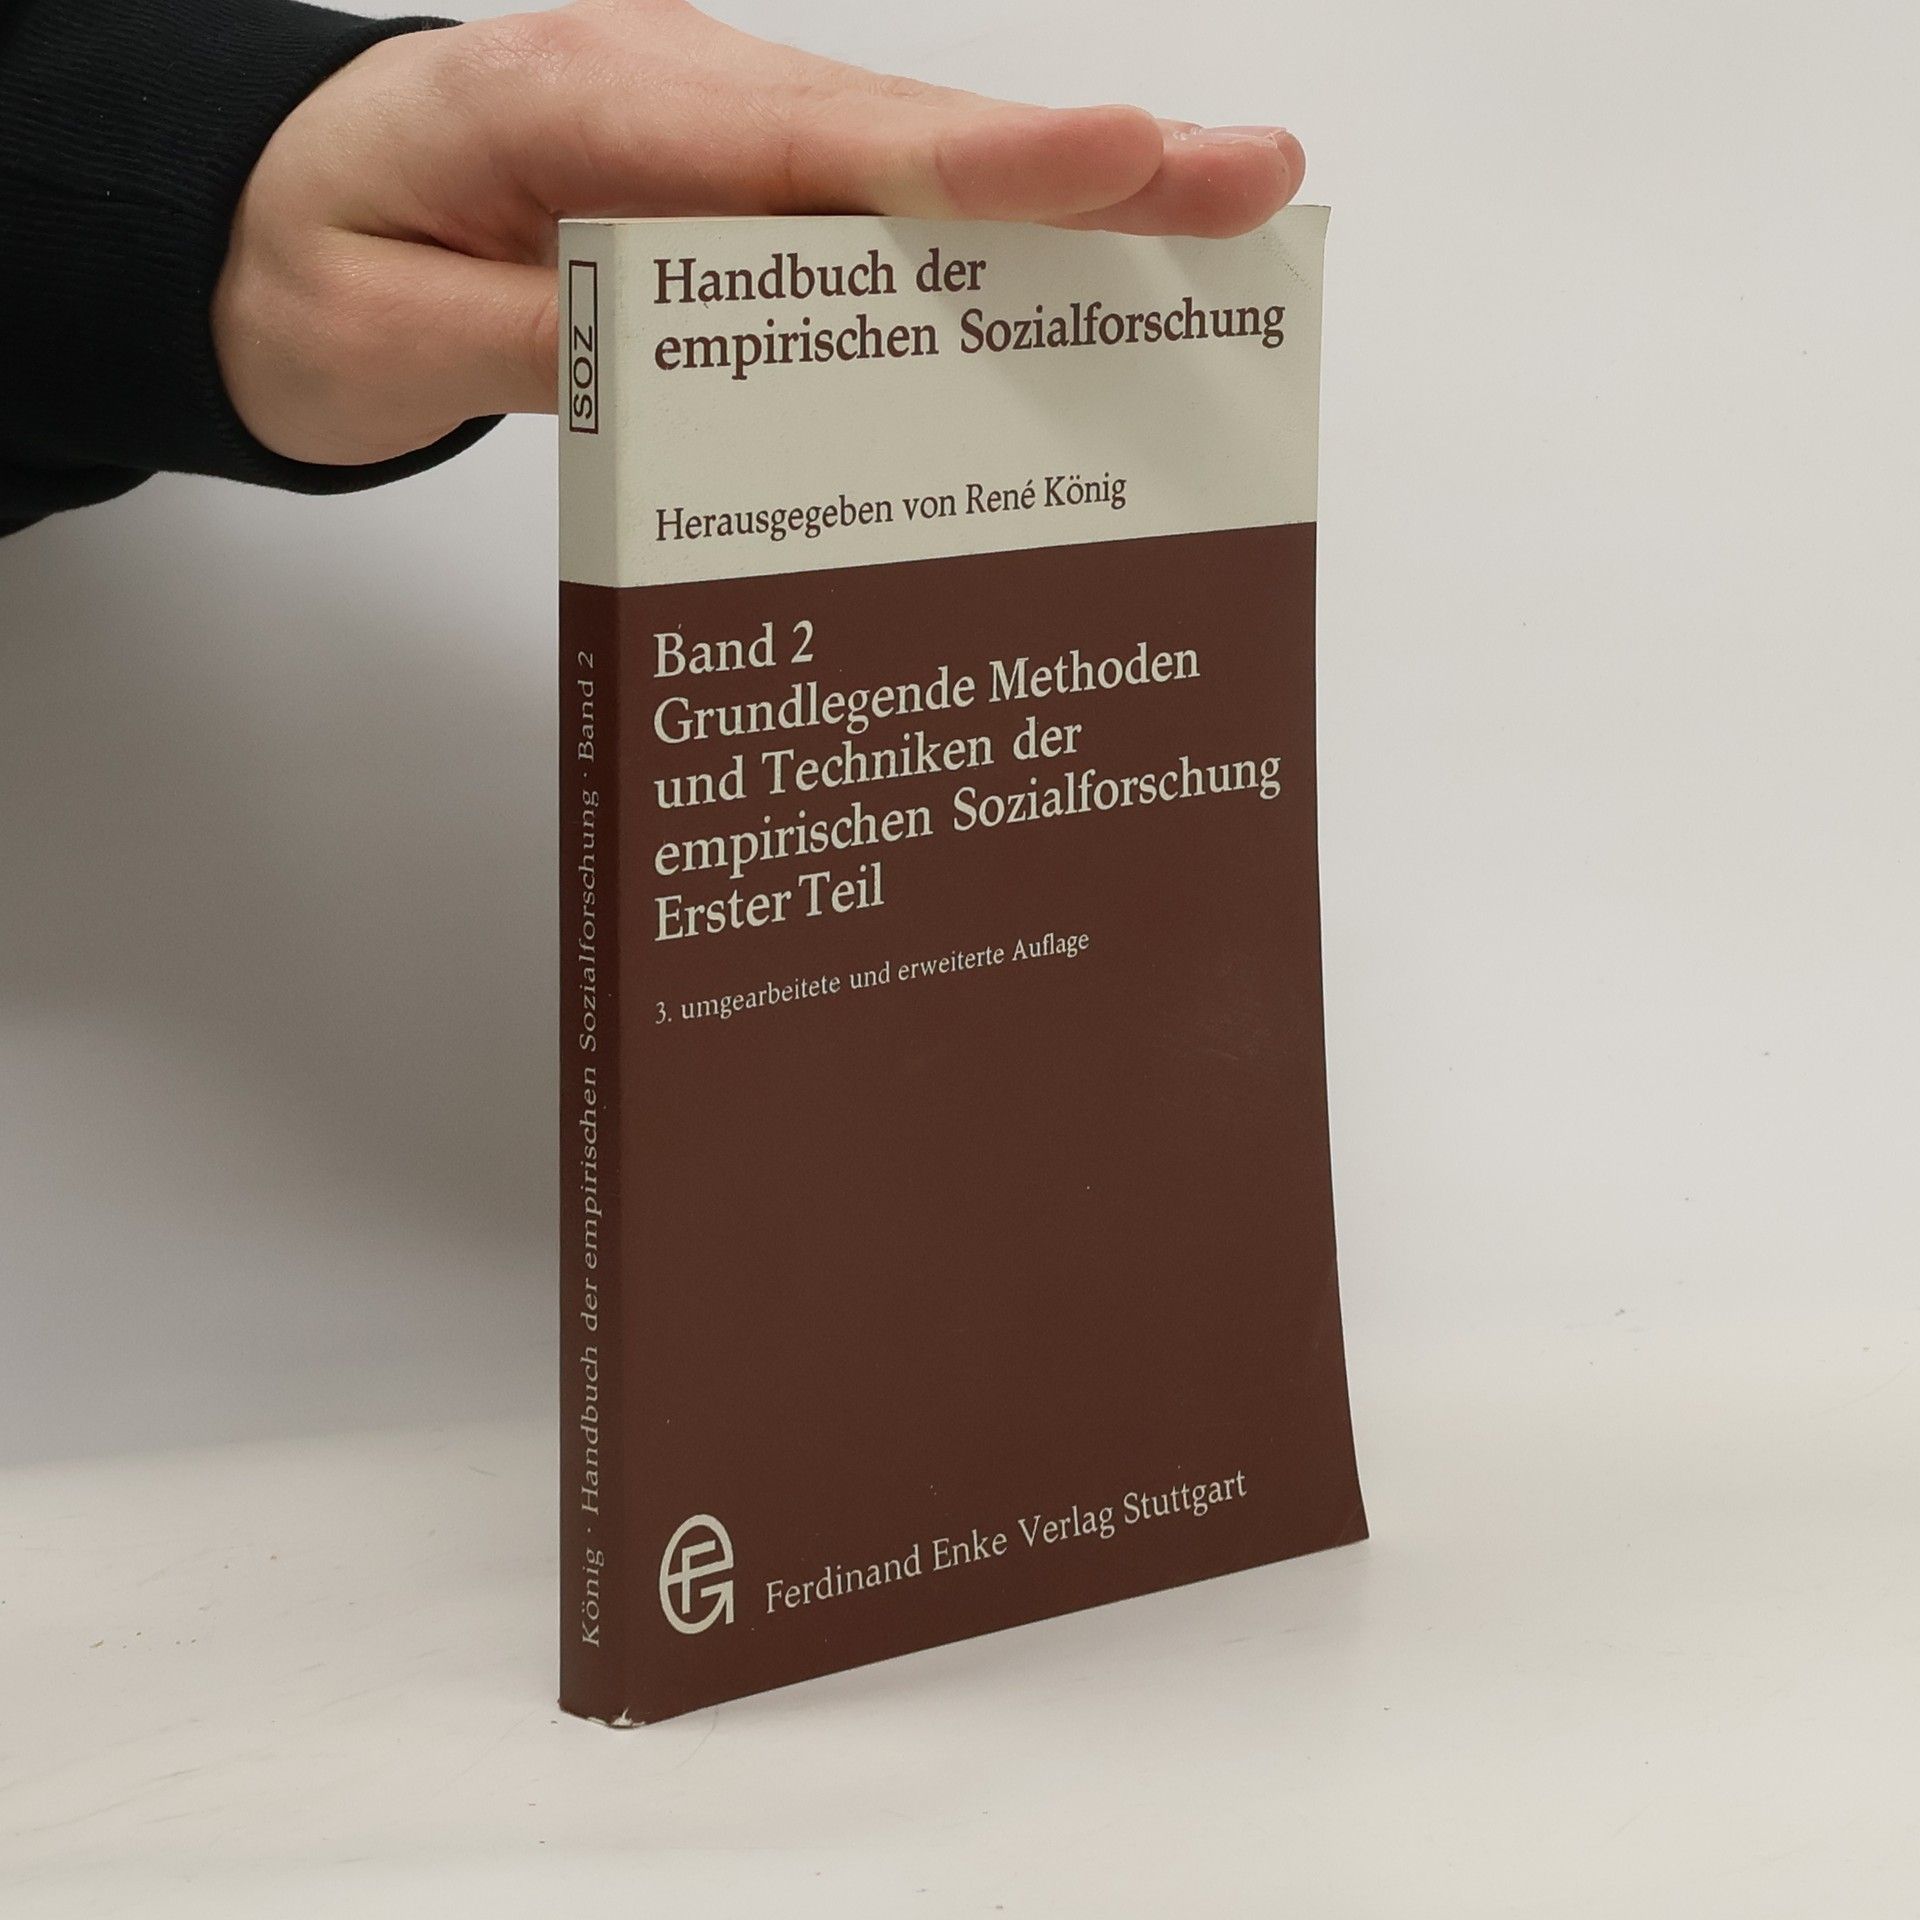 Handbuch der
empirischen Sozialforschung
Herausgegeben von René König
Band 2
Grundlegende Methoden
und Techniken der
empirischen Sozialforschung
Erster Teil
3. umgearbeitete und erweiterte Auflage
Ferdinand Enke Verlag Stuttgart
SOZ
König · Handbuch der empirischen Sozialforschung · Band 2